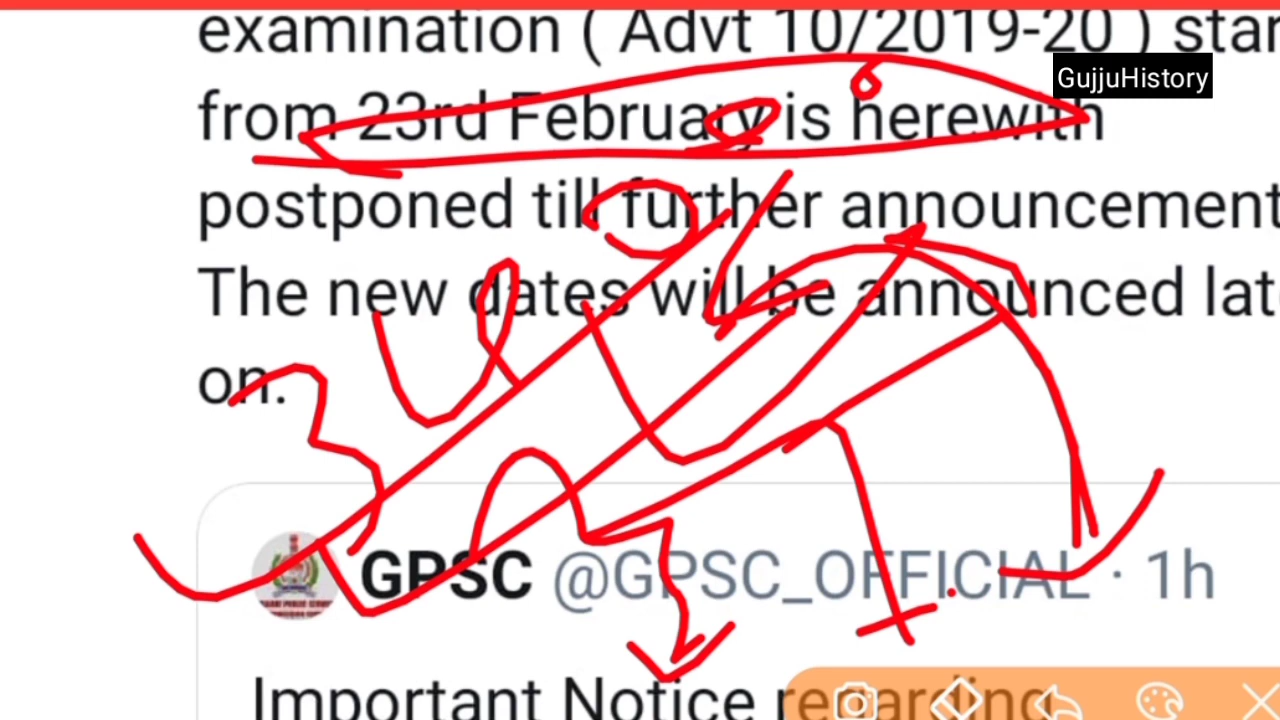 examination ( Advt 10/2019-20 ) star
GujjuHistory
from 23rd February is herewith
postponed till further announcement
The new dates will be announced lat
on.
GPSC @GPSC_OFFICIAL · 1h
Important Notice regarding